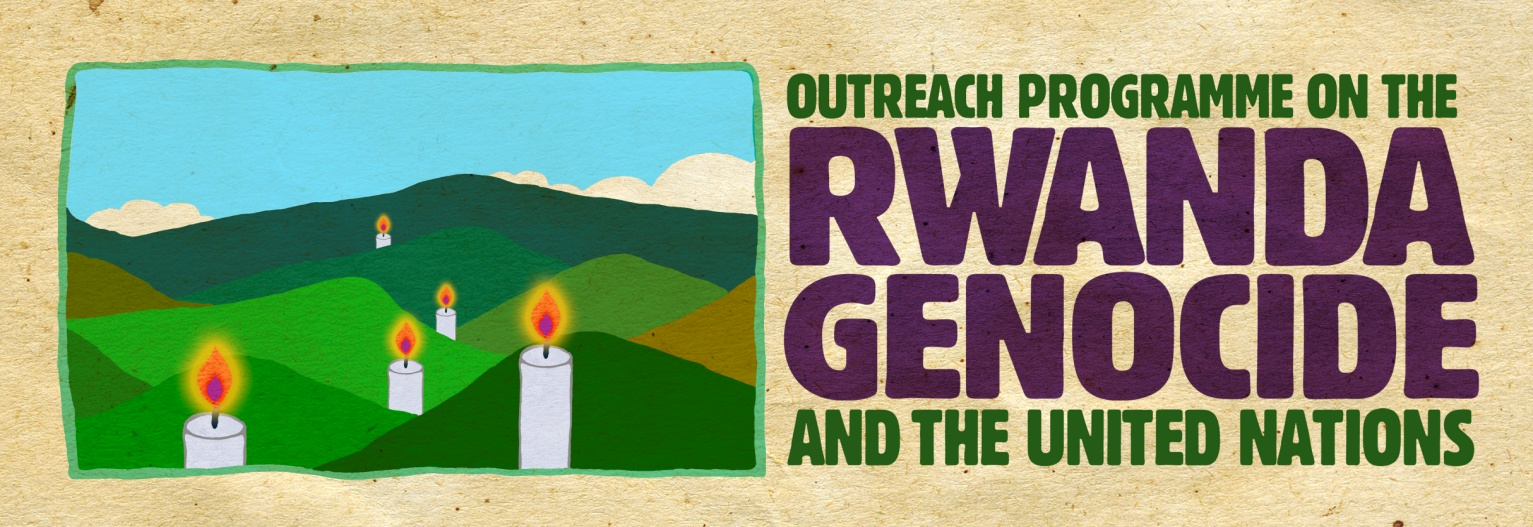 OUTREACH PROGRAMME ON THE
RWANDA
GENOCIDE
AND THE UNITED NATIONS